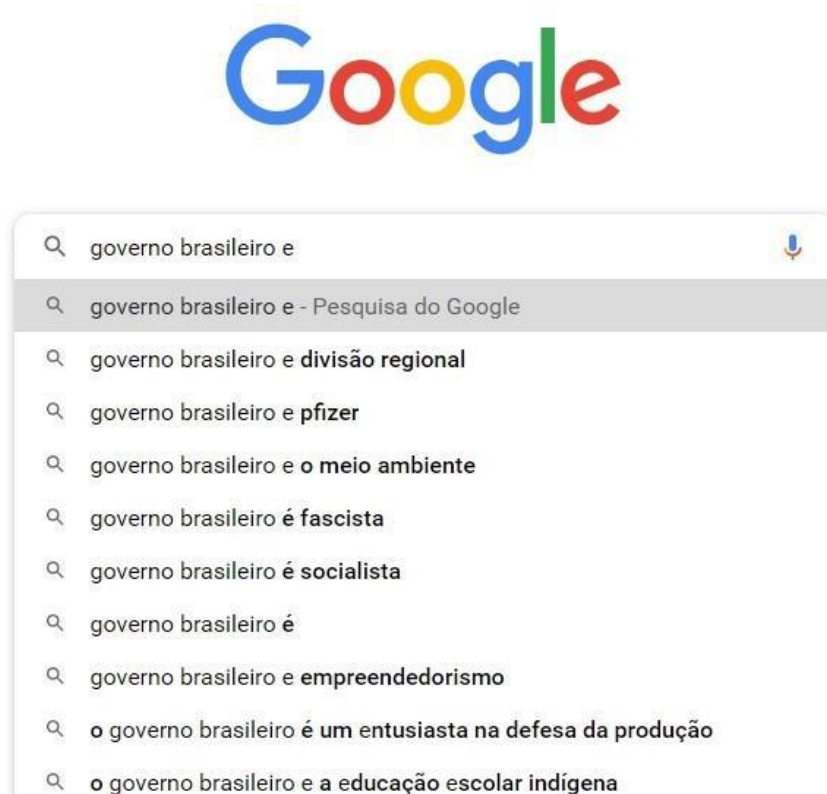 Google
governo brasileiro e
governo brasileiro e - Pesquisa do Google
governo brasileiro e divisão regional
governo brasileiro e pfizer
governo brasileiro e o meio ambiente
governo brasileiro é fascista
governo brasileiro é socialista
governo brasileiro é
governo brasileiro e empreendedorismo
o governo brasileiro é um entusiasta na defesa da produção
o governo brasileiro e a educação escolar indígena